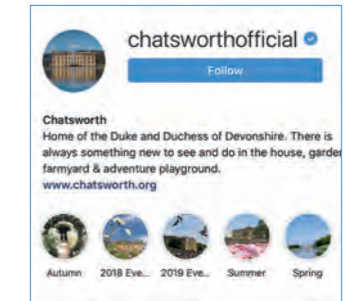 chatsworthofficial
Follow
Chatsworth
Home of the Duke and Duchess of Devonshire. There is
always something new to see and do in the house, garde
farmyard & adventure playground.
www.chatsworth.org
Autumn 2018 Eve... 2019 Eve... Summer Spring